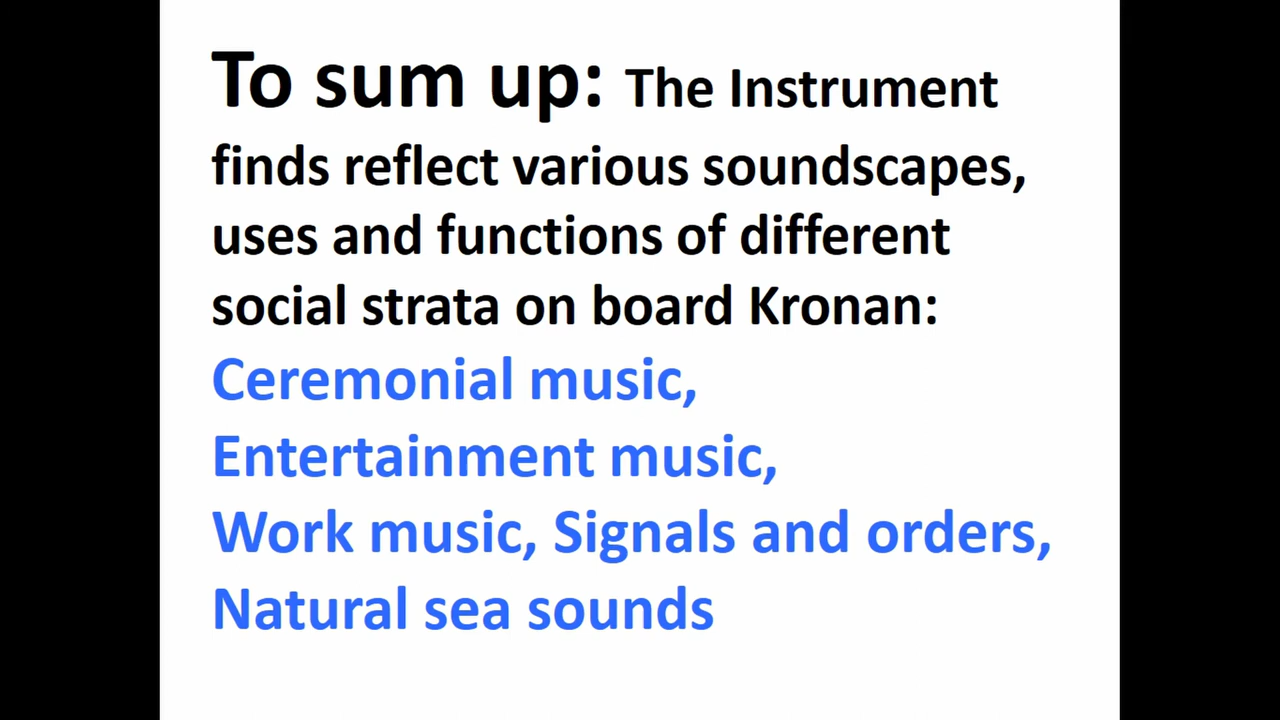 To sum up: The Instrument
finds reflect various soundscapes,
uses and functions of different
social strata on board Kronan:
Ceremonial music,
Entertainment music,
Work music, Signals and orders,
Natural sea sounds